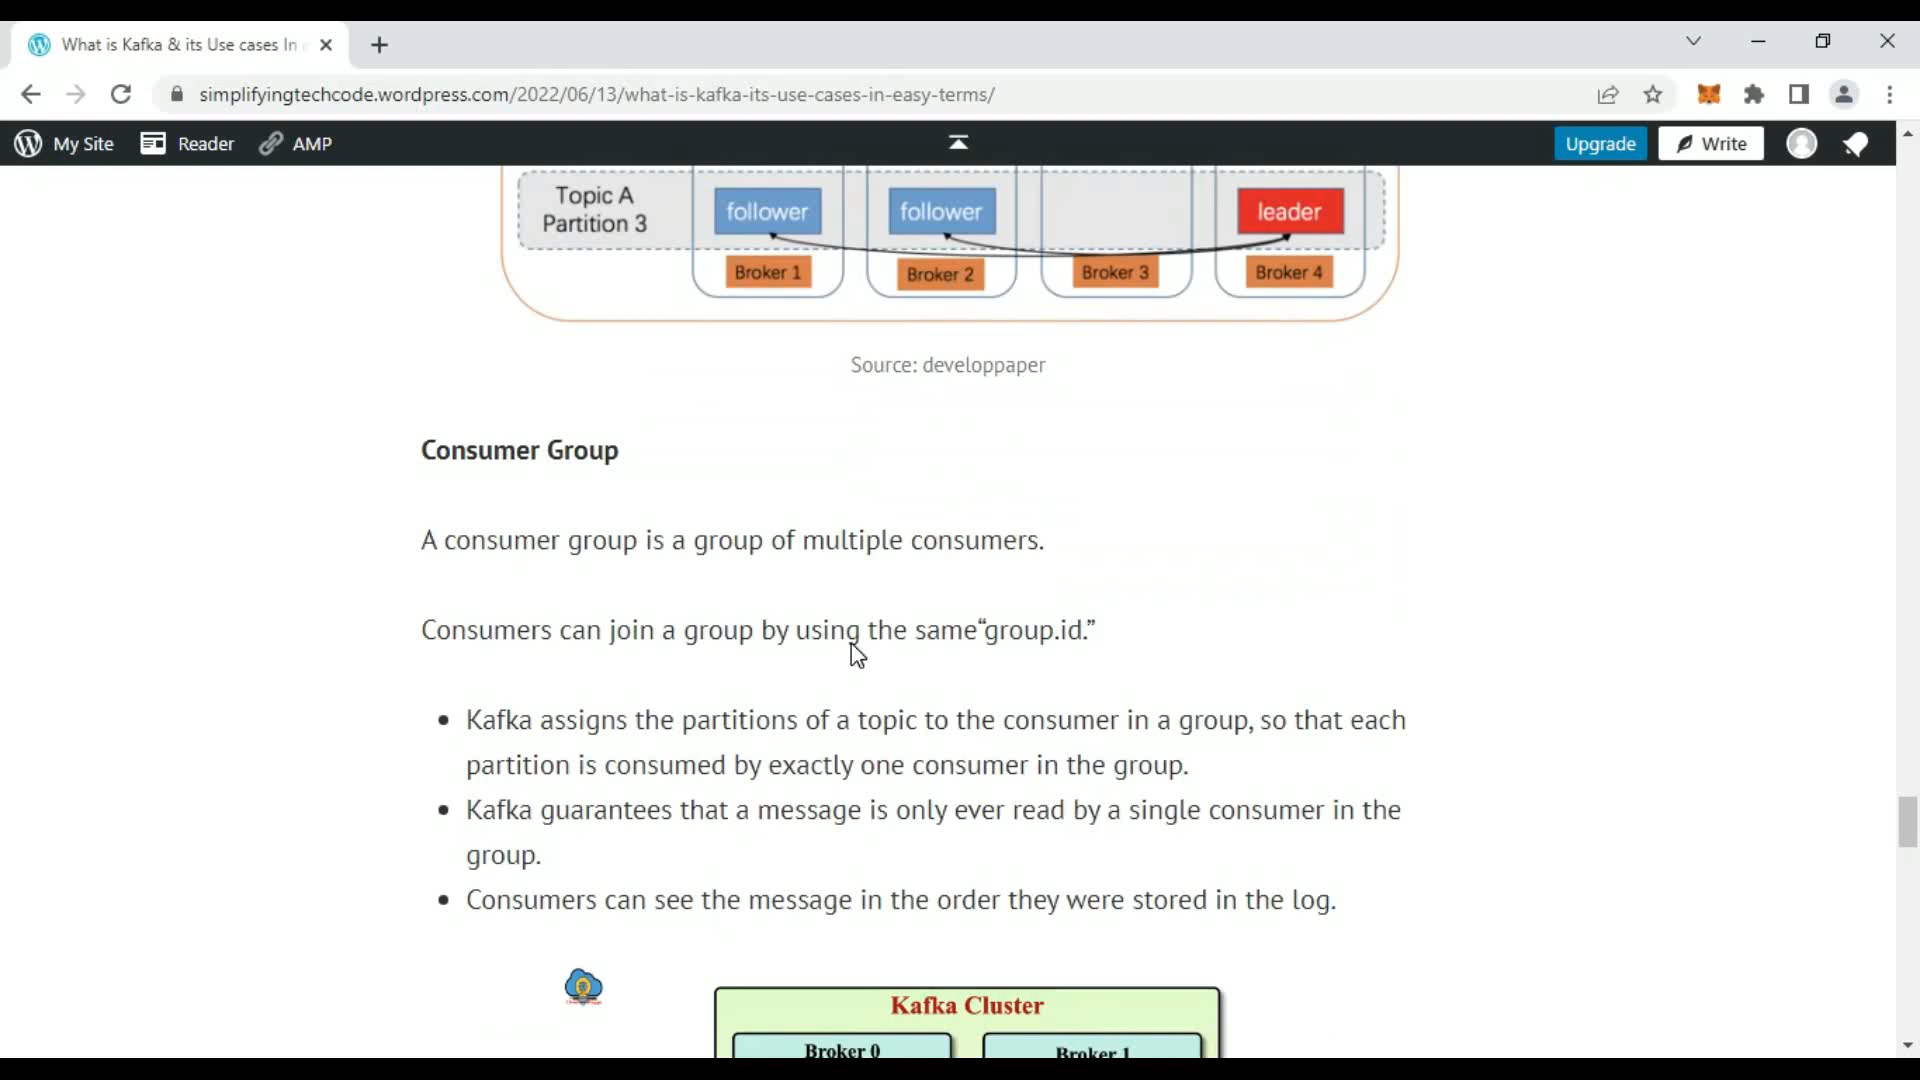 What is Kafka & its Use cases In
simplifyingtechcode.wordpress.com/2022/06/13/what-is-kafka-its-use-cases-in-easy-terms/
My Site Reader AMP Upgrade Write
Topic A
Partition 3
follower follower leader
Broker 1 Broker 2 Broker 3 Broker 4
Source: developpaper
Consumer Group
A consumer group is a group of multiple consumers.
Consumers can join a group by using the same“group.id.”
• Kafka assigns the partitions of a topic to the consumer in a group, so that each
partition is consumed by exactly one consumer in the group.
• Kafka guarantees that a message is only ever read by a single consumer in the
group.
• Consumers can see the message in the order they were stored in the log.
Kafka Cluster
Broker 0 Broker 1